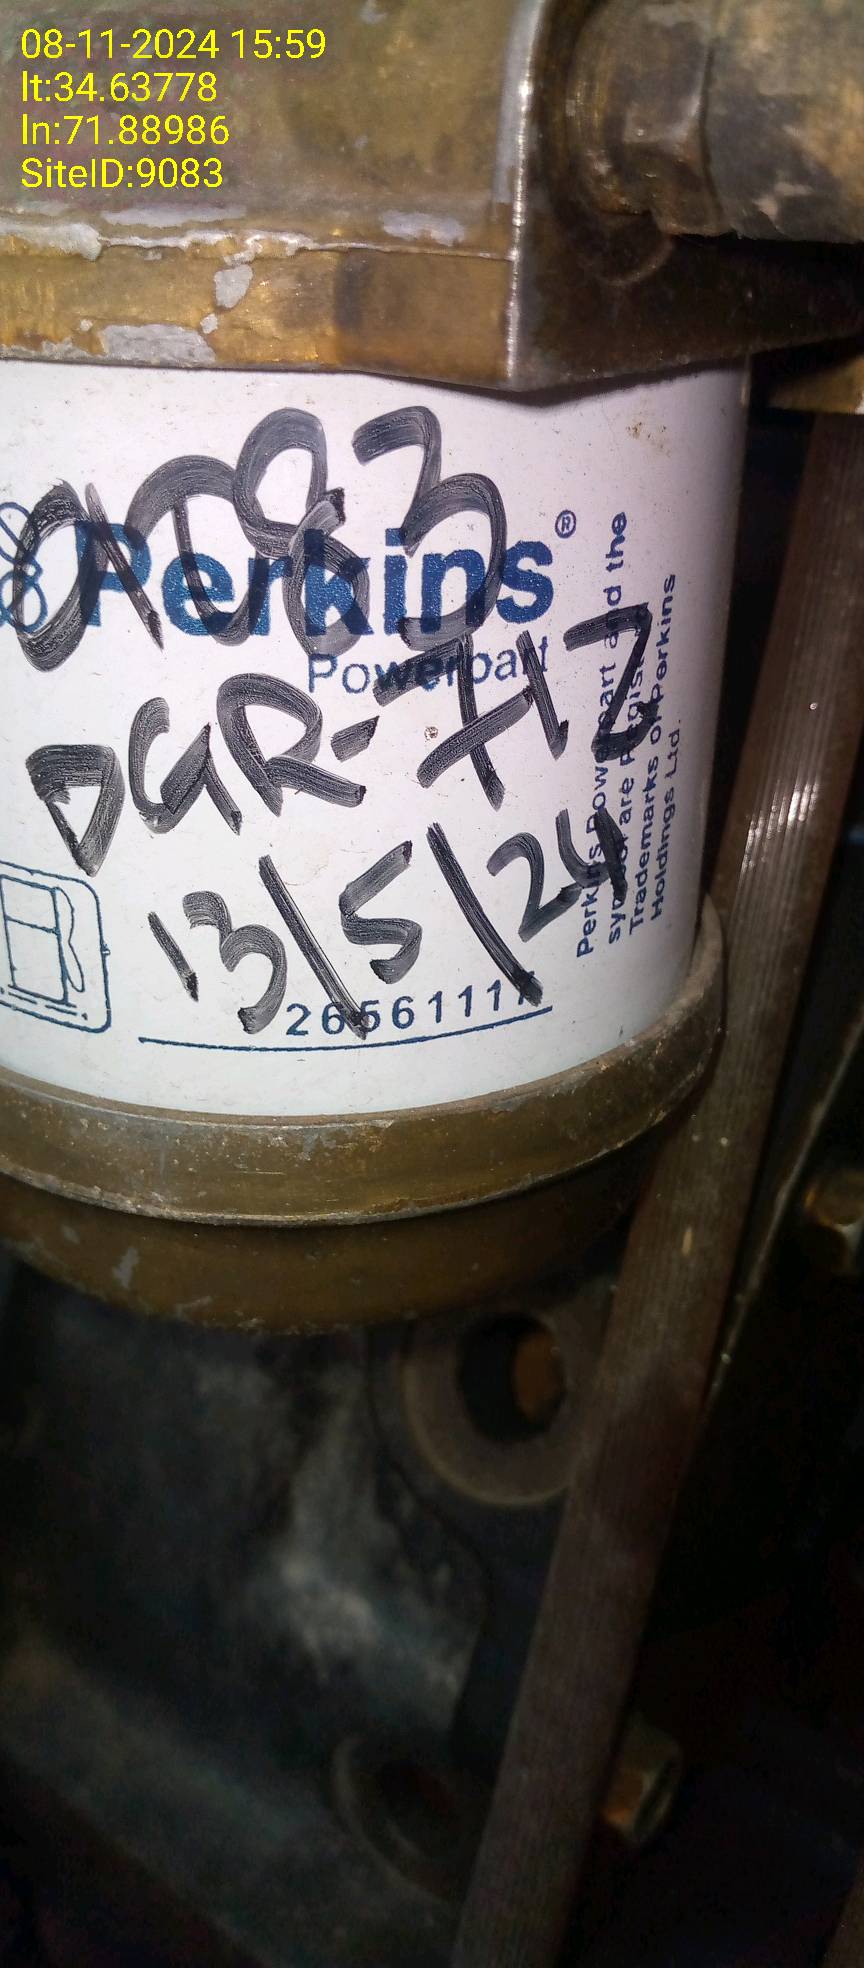 08-11-2024 15:59
lt:34.63778
ln:71.88986
SiteID:9083
9083
Perkins®
Powerpart
DGR-712
13/5/24
26561117
Perkins Powerpart and the
symbol are Registered
Trademarks of Perkins
Holdings Ltd.